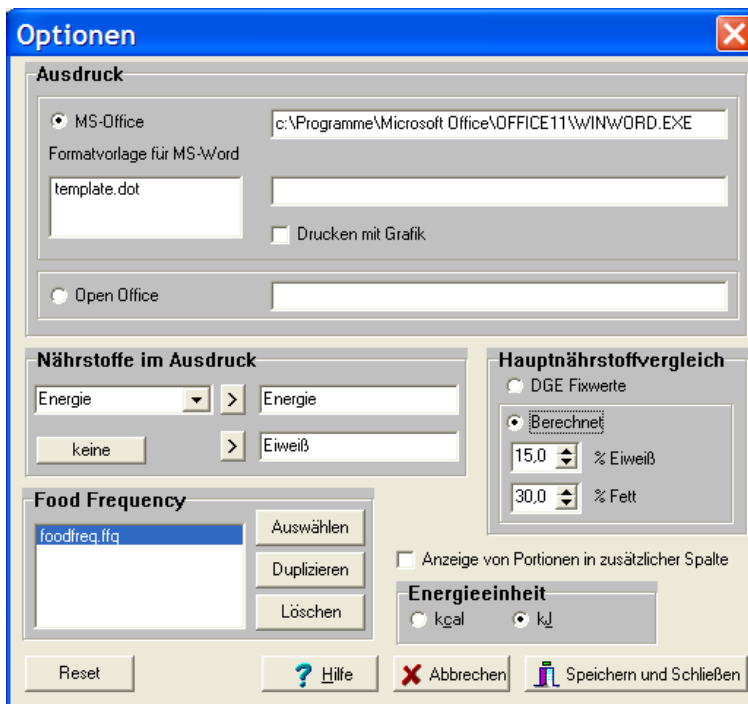 Optionen
Ausdruck
MS-Office
c:\Programme\Microsoft Office\OFFICE11\WINWORD.EXE
Formatvorlage für MS-Word
template.dot
Drucken mit Grafik
Open Office
Nährstoffe im Ausdruck
Energie
>
Energie
keine
>
Eiweiß
Hauptnährstoffvergleich
DGE Fixwerte
Berechnet
15,0 % Eiweiß
30,0 % Fett
Food Frequency
foodfreq.ffq
Auswählen
Duplizieren
Löschen
Anzeige von Portionen in zusätzlicher Spalte
Energieeinheit
kcal
kJ
Reset
? Hilfe
Abbrechen
Speichern und Schließen